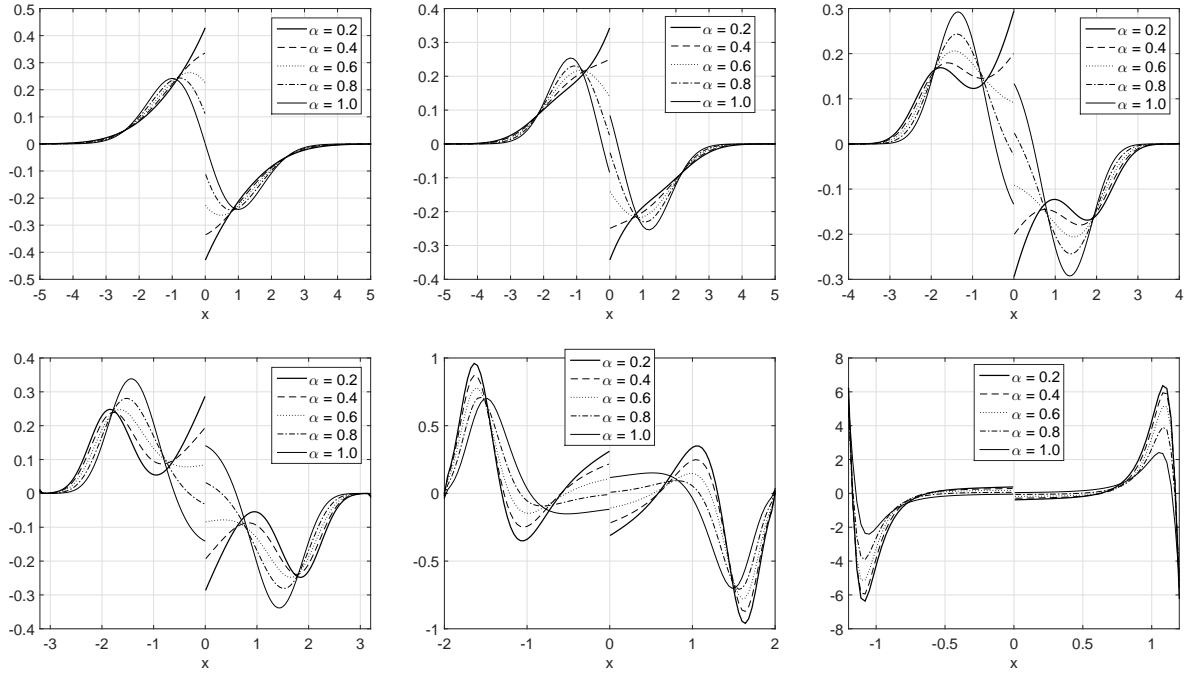 0.5
0.4
0.3
0.2
0.1
0
-0.1
-0.2
-0.3
-0.4
0.5
-5 -4 -3 -2 -1 0 1 2 3 4 5
x
α = 0.2
α = 0.4
α = 0.6
α = 0.8
α = 1.0
0.4
0.3
0.2
0.1
0
-0.1
-0.2
-0.3
0.4
-5 -4 -3 -2 -1 0 1 2 3 4 5
x
α = 0.2
α = 0.4
α = 0.6
α = 0.8
α = 1.0
0.3
0.2
0.1
0
-0.1
-0.2
-0.3
-4 -3 -2 -1 0 1 2 3 4
x
α = 0.2
α = 0.4
α = 0.6
α = 0.8
α = 1.0
0.4
0.3
0.2
0.1
0
-0.1
-0.2
-0.3
0.4
-3 -2 -1 0 1 2 3
x
α = 0.2
α = 0.4
α = 0.6
α = 0.8
α = 1.0
1
0.5
0
-0.5
-1
-2 -1 0 1 2
x
α = 0.2
α = 0.4
α = 0.6
α = 0.8
α = 1.0
8
6
4
2
0
-2
-4
-6
-8
-1 -0.5 0 0.5 1
x
α = 0.2
α = 0.4
α = 0.6
α = 0.8
α = 1.0